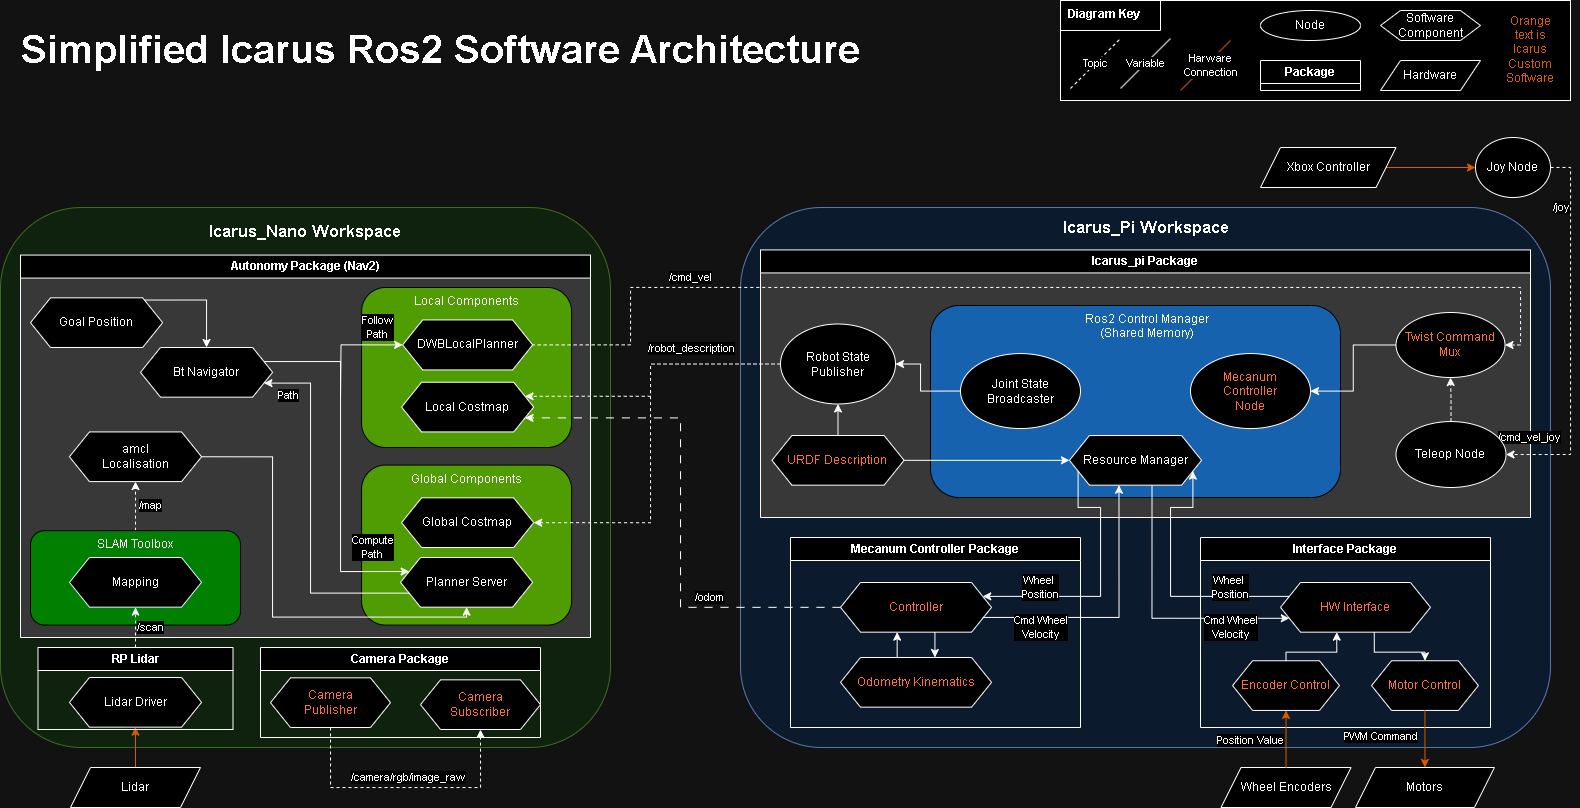 Simplified Icarus Ros2 Software Architecture
Diagram Key
Topic
Variable
Harware
Connection
Node
Package
Software
Component
Hardware
Orange
text is
Icarus
Custom
Software
Xbox Controller
Joy Node
/joy
Icarus_Nano Workspace
Autonomy Package (Nav2)
Goal Position
Bt Navigator
Path
Follow
Path
Local Components
DWBLocalPlanner
Local Costmap
amcl
Localisation
/map
SLAM Toolbox
Mapping
/scan
Global Components
Global Costmap
Compute
Path
Planner Server
RP Lidar
Lidar Driver
Lidar
Camera Package
Camera
Publisher
Camera
Subscriber
/camera/rgb/image_raw
/cmd_vel
/robot_description
/odom
Icarus_Pi Workspace
Icarus_pi Package
Robot State
Publisher
URDF Description
Ros2 Control Manager
(Shared Memory)
Joint State
Broadcaster
Mecanum
Controller
Node
Resource Manager
Twist Command
Mux
/cmd_vel_joy
Teleop Node
Mecanum Controller Package
Controller
Wheel
Position
Cmd Wheel
Velocity
Odometry Kinematics
Interface Package
Wheel
Position
Cmd Wheel
Velocity
HW Interface
Encoder Control
Motor Control
Position Value
PWM Command
Wheel Encoders
Motors